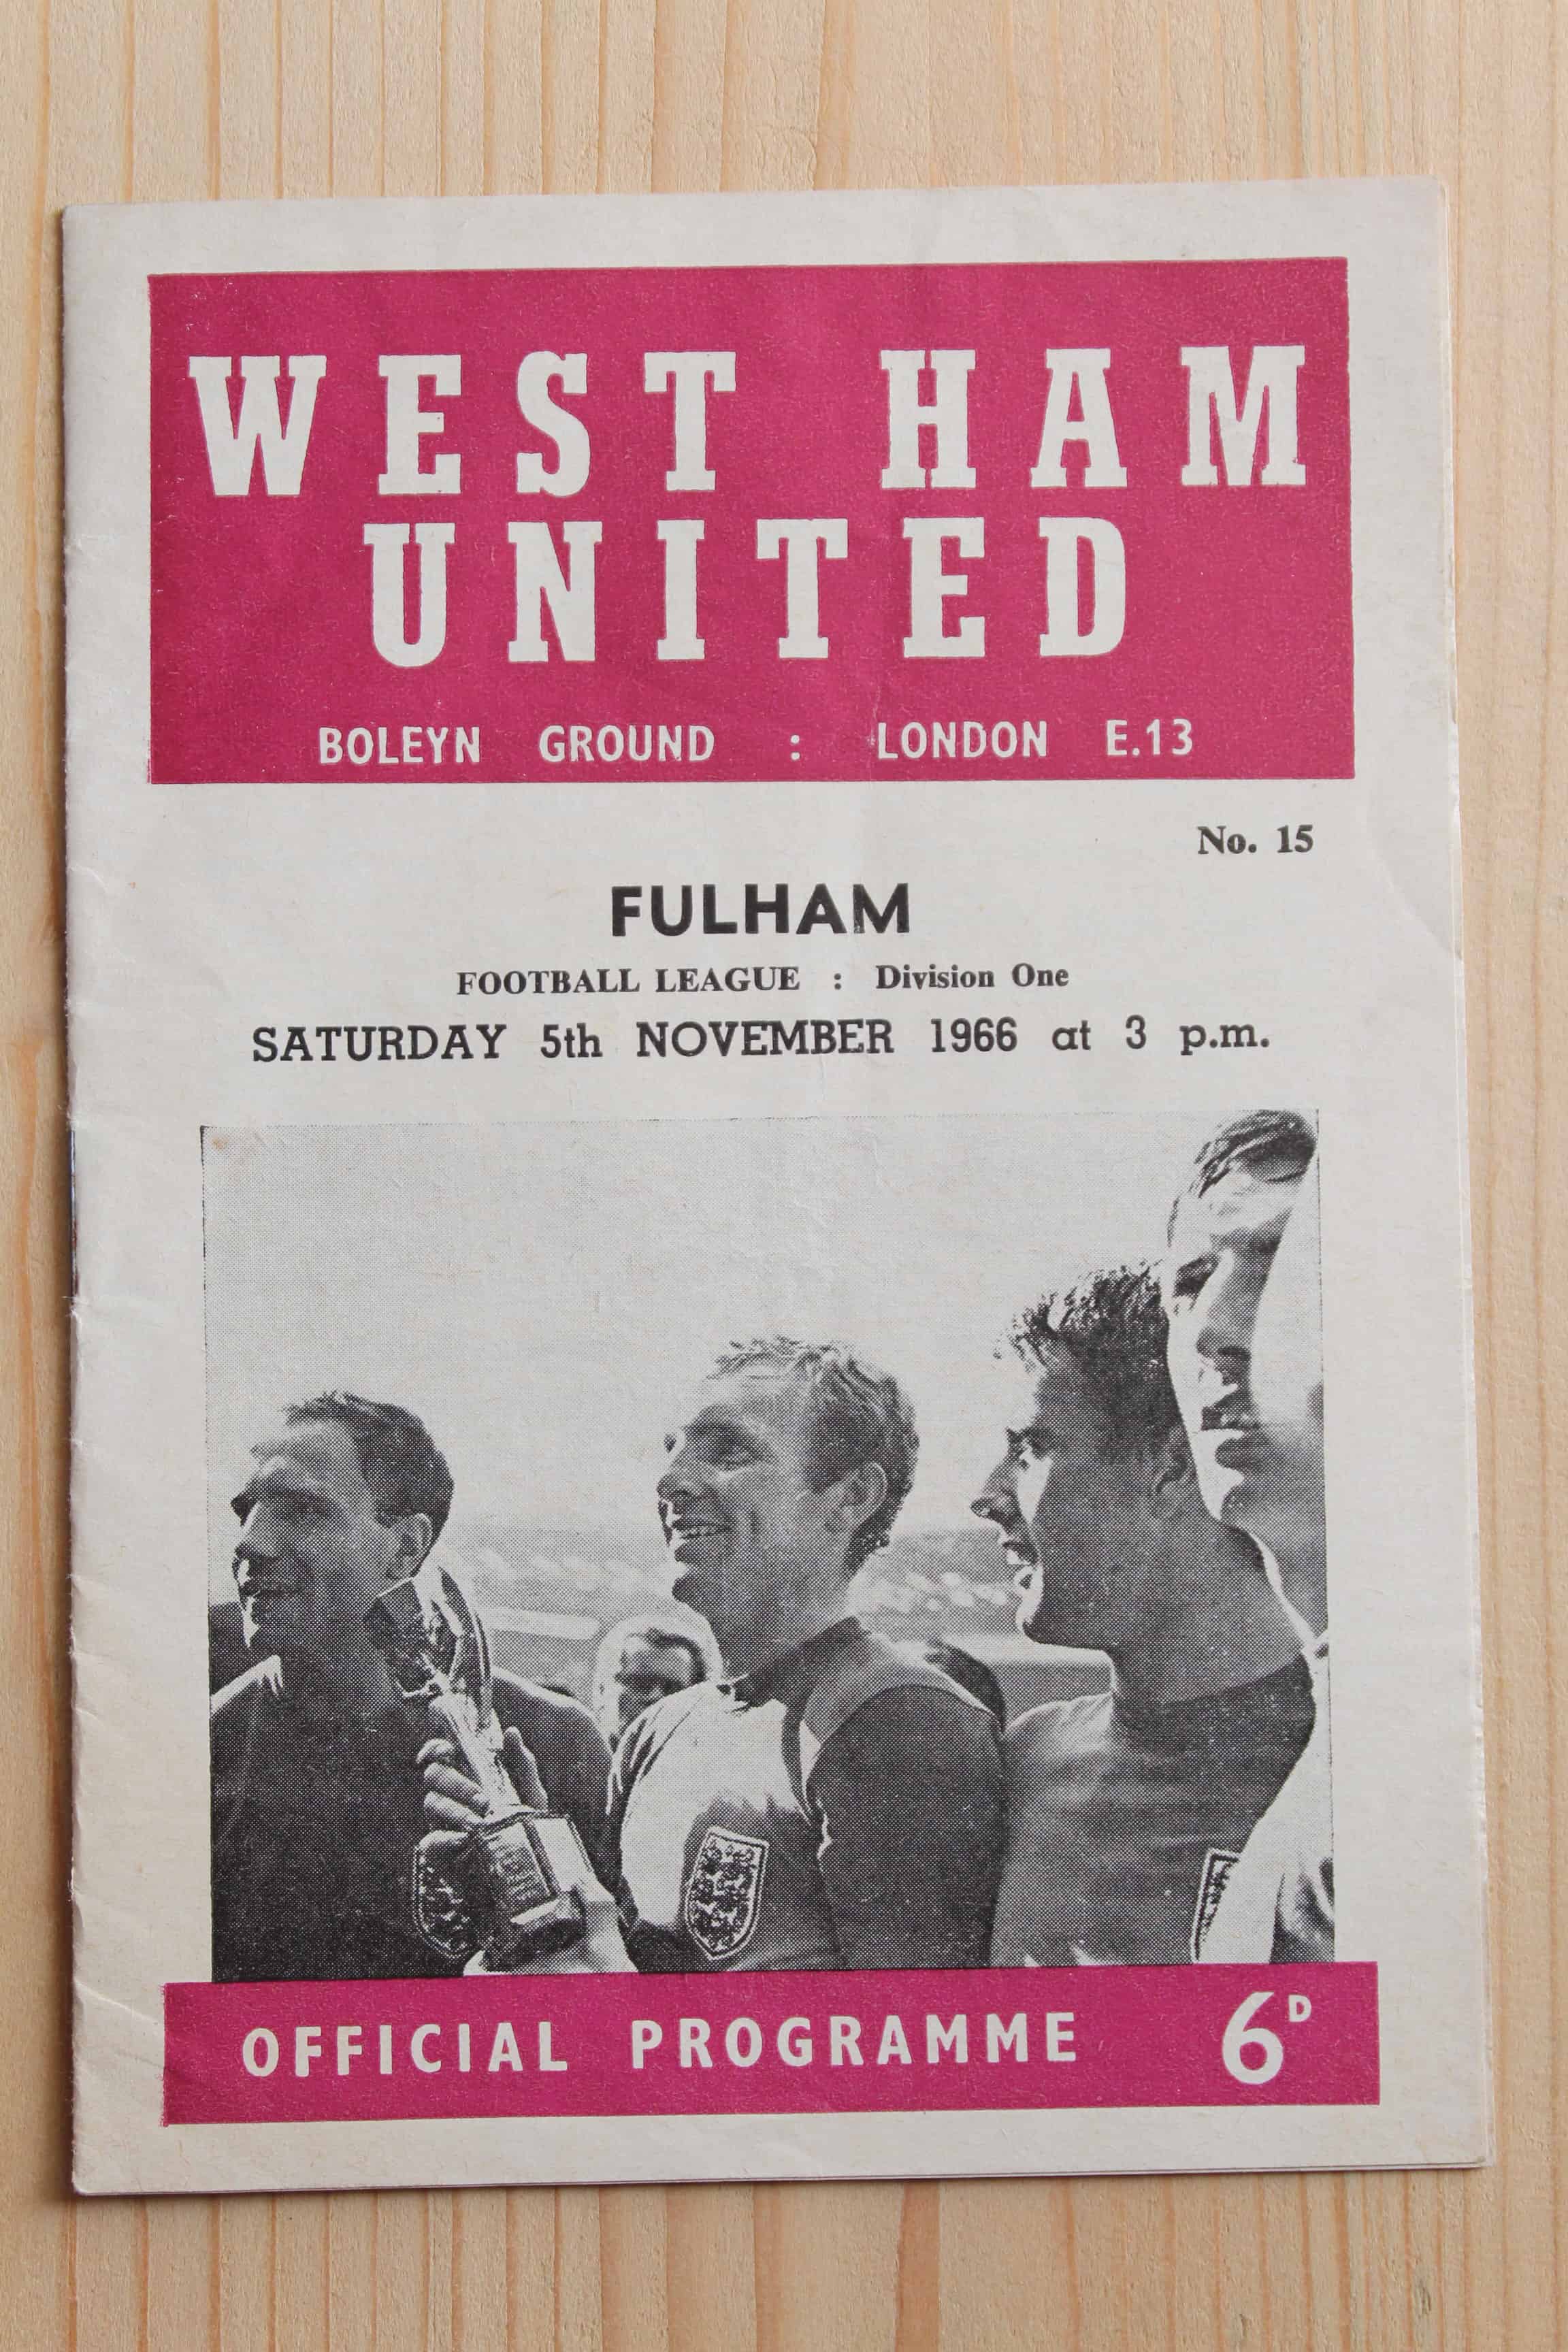 WEST HAM
UNITED
BOLEYN GROUND : LONDON E.13
No. 15
FULHAM
FOOTBALL LEAGUE : Division One
SATURDAY 5th NOVEMBER 1966 at 3 p.m.
OFFICIAL PROGRAMME 6D